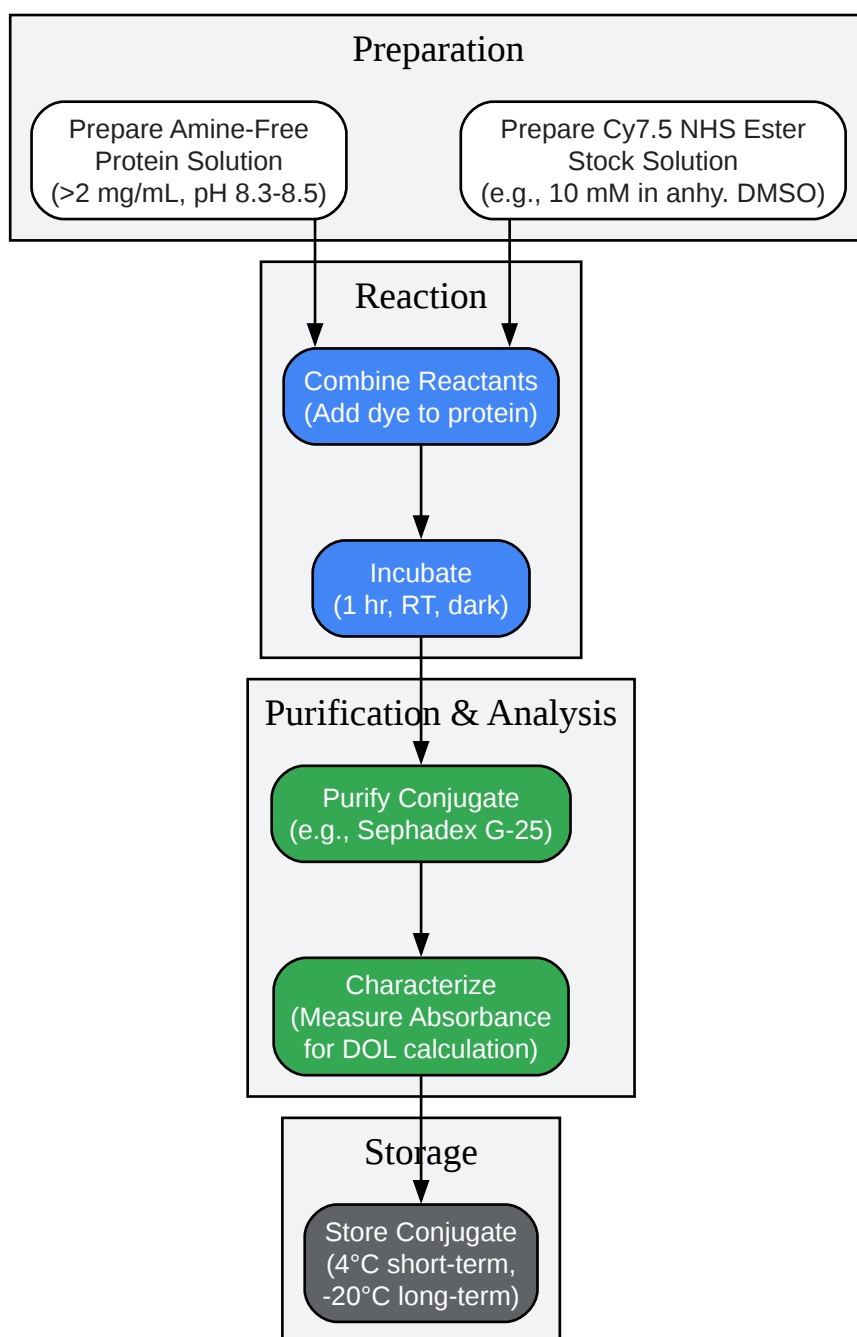 Preparation
Prepare Amine-Free
Protein Solution
(>2 mg/mL, pH 8.3-8.5)
Prepare Cy7.5 NHS Ester
Stock Solution
(e.g., 10 mM in anhy. DMSO)
Reaction
Combine Reactants
(Add dye to protein)
Incubate
(1 hr, RT, dark)
Purification & Analysis
Purify Conjugate
(e.g., Sephadex G-25)
Characterize
(Measure Absorbance
for DOL calculation)
Storage
Store Conjugate
(4°C short-term,
-20°C long-term)